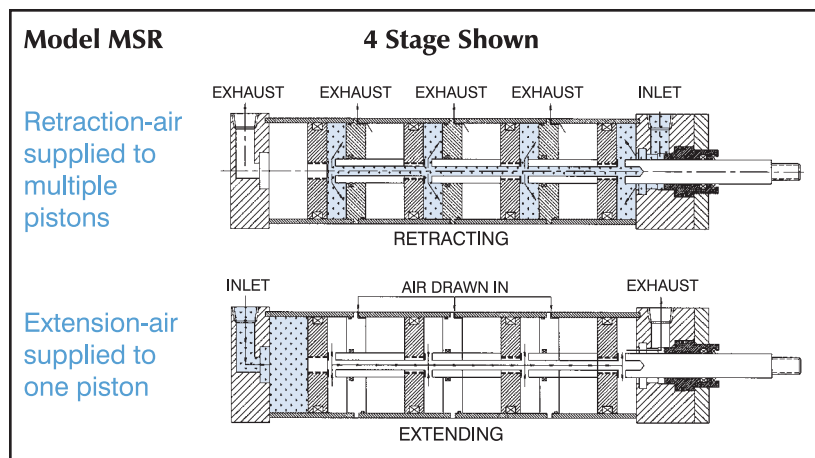 Model MSR
4 Stage Shown
EXHAUST EXHAUST EXHAUST EXHAUST INLET
Retraction-air
supplied to
multiple
pistons
RETRACTING
INLET AIR DRAWN IN EXHAUST
Extension-air
supplied to
one piston
EXTENDING